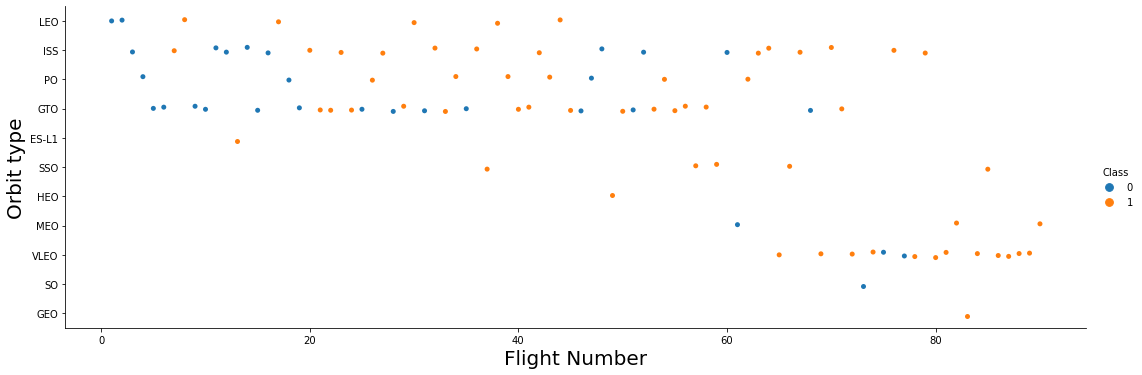 Orbit type
LEO
ISS
PO
GTO
ES-L1
SSO
HEO
MEO
VLEO
SO
GEO
0
20
40
60
80
Flight Number
Class
0
1